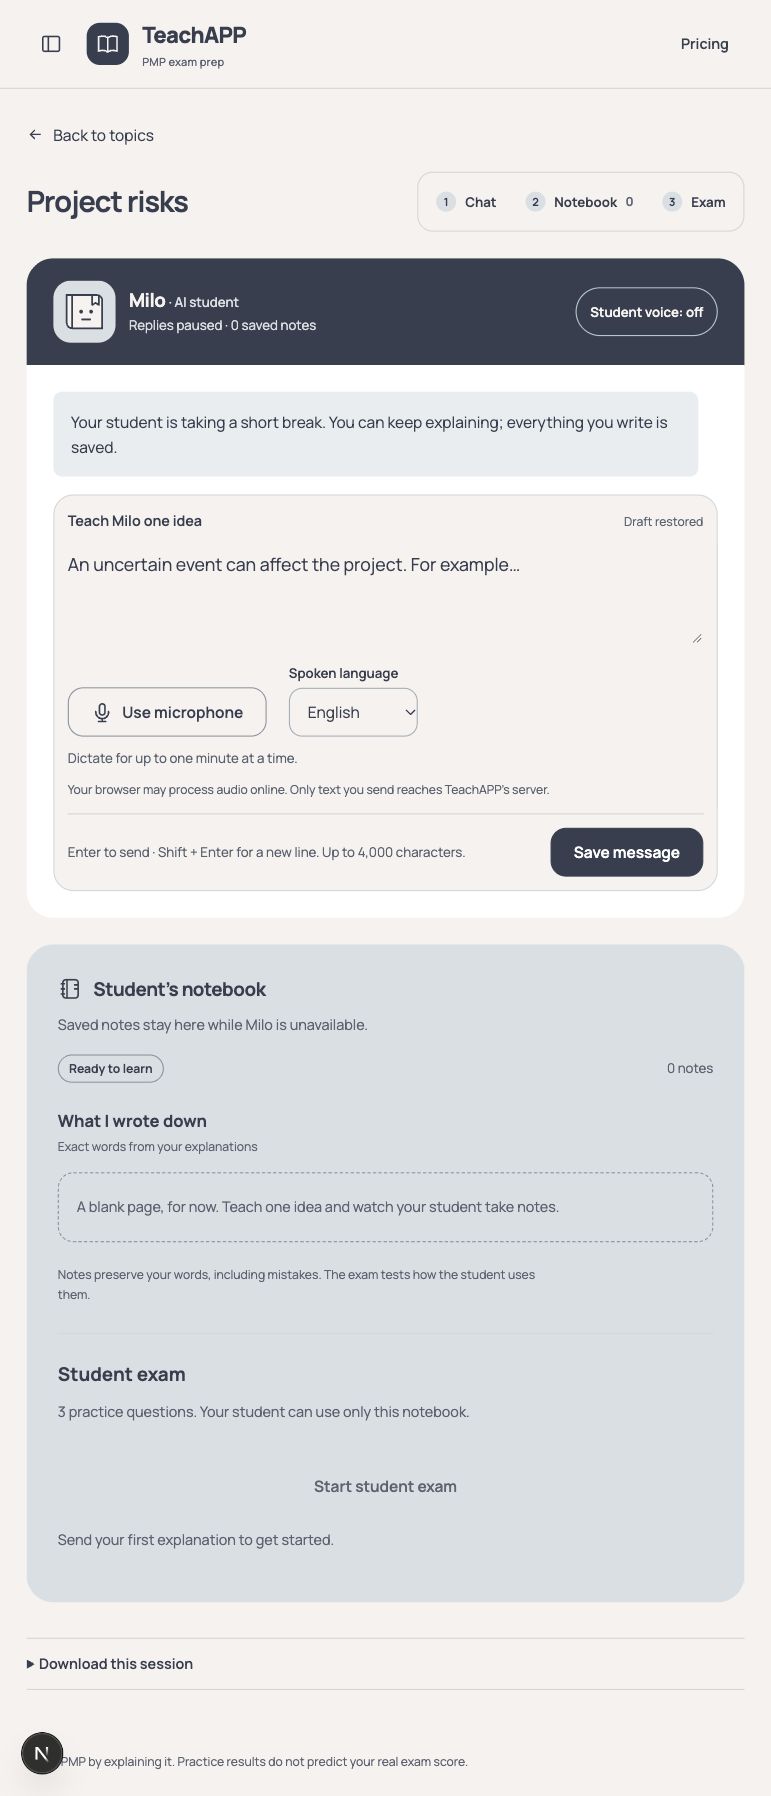 TeachAPP
PMP exam prep
Pricing
← Back to topics
Project risks
1 Chat 2 Notebook 0 3 Exam
Milo · AI student
Replies paused · 0 saved notes
Student voice: off
Your student is taking a short break. You can keep explaining; everything you write is
saved.
Teach Milo one idea
Draft restored
An uncertain event can affect the project. For example…
Spoken language
Use microphone
English
Dictate for up to one minute at a time.
Your browser may process audio online. Only text you send reaches TeachAPP's server.
Enter to send · Shift + Enter for a new line. Up to 4,000 characters.
Save message
Student's notebook
Saved notes stay here while Milo is unavailable.
Ready to learn
0 notes
What I wrote down
Exact words from your explanations
A blank page, for now. Teach one idea and watch your student take notes.
Notes preserve your words, including mistakes. The exam tests how the student uses
them.
Student exam
3 practice questions. Your student can use only this notebook.
Start student exam
Send your first explanation to get started.
Download this session
N
PMP by explaining it. Practice results do not predict your real exam score.